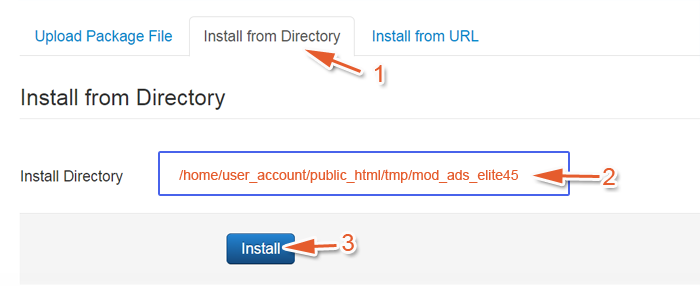 Upload Package File Install from Directory Install from URL
1
Install from Directory
Install Directory /home/user_account/public_html/tmp/mod_ads_elite45 2
Install 3